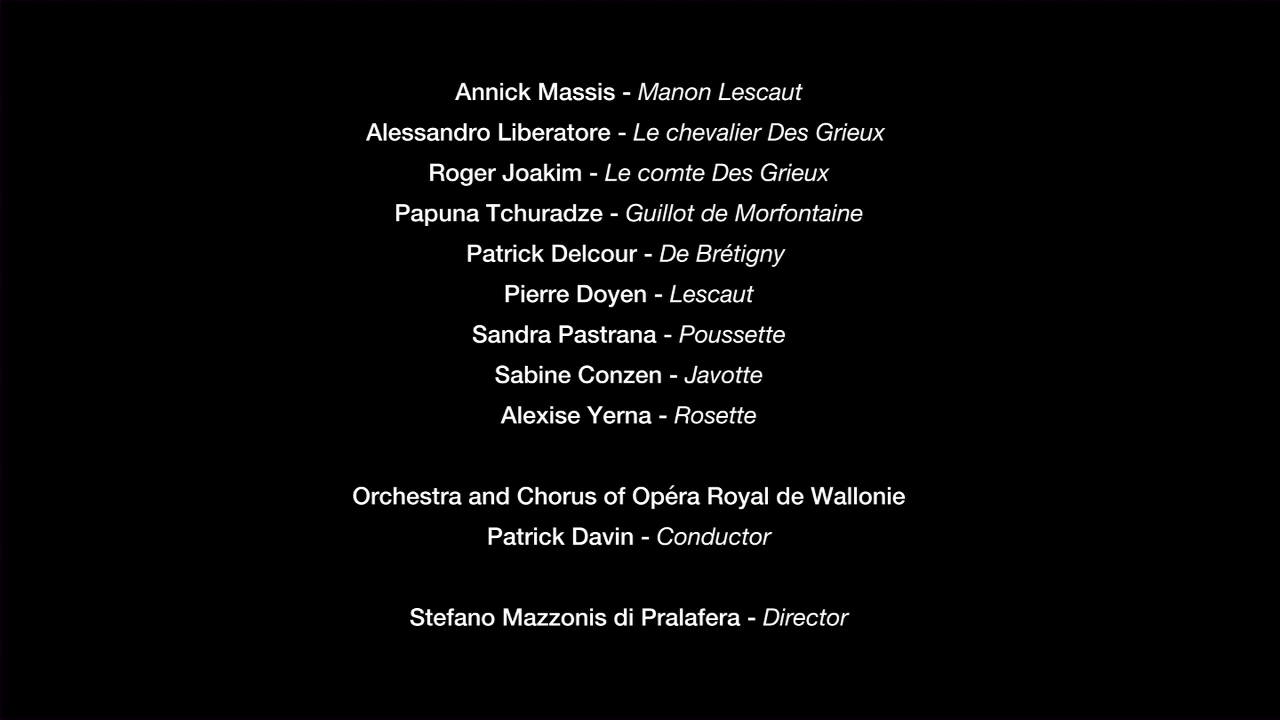 Annick Massis - Manon Lescaut
Alessandro Liberatore - Le chevalier Des Grieux
Roger Joakim - Le comte Des Grieux
Papuna Tchuradze - Guillot de Morfontaine
Patrick Delcour - De Brétigny
Pierre Doyen - Lescaut
Sandra Pastrana - Poussette
Sabine Conzen - Javotte
Alexise Yerna - Rosette
Orchestra and Chorus of Opéra Royal de Wallonie
Patrick Davin - Conductor
Stefano Mazzonis di Pralafera - Director